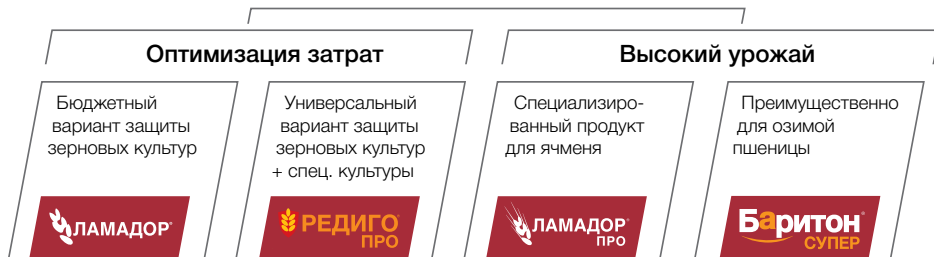 Оптимизация затрат
Бюджетный
вариант защиты
зерновых культур
ЛАМАДОР®
Универсальный
вариант защиты
зерновых культур
+ спец. культуры
РЕДИГО®
ПРО
Высокий урожай
Специализиро-
ванный продукт
для ячменя
ЛАМАДОР®
ПРО
Преимущественно
для озимой
пшеницы
Баритон®
СУПЕР